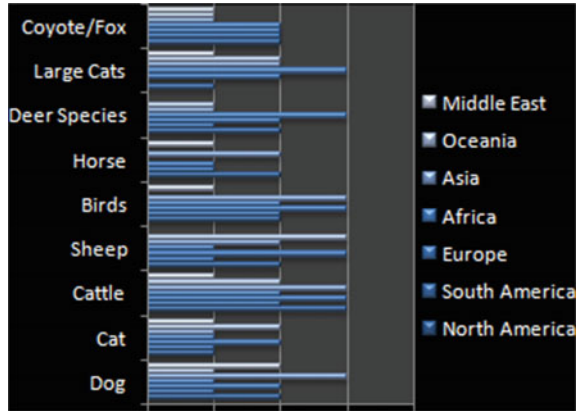 Coyote/Fox
Large Cats
Deer Species
Horse
Birds
Sheep
Cattle
Cat
Dog
Middle East
Oceania
Asia
Africa
Europe
South America
North America